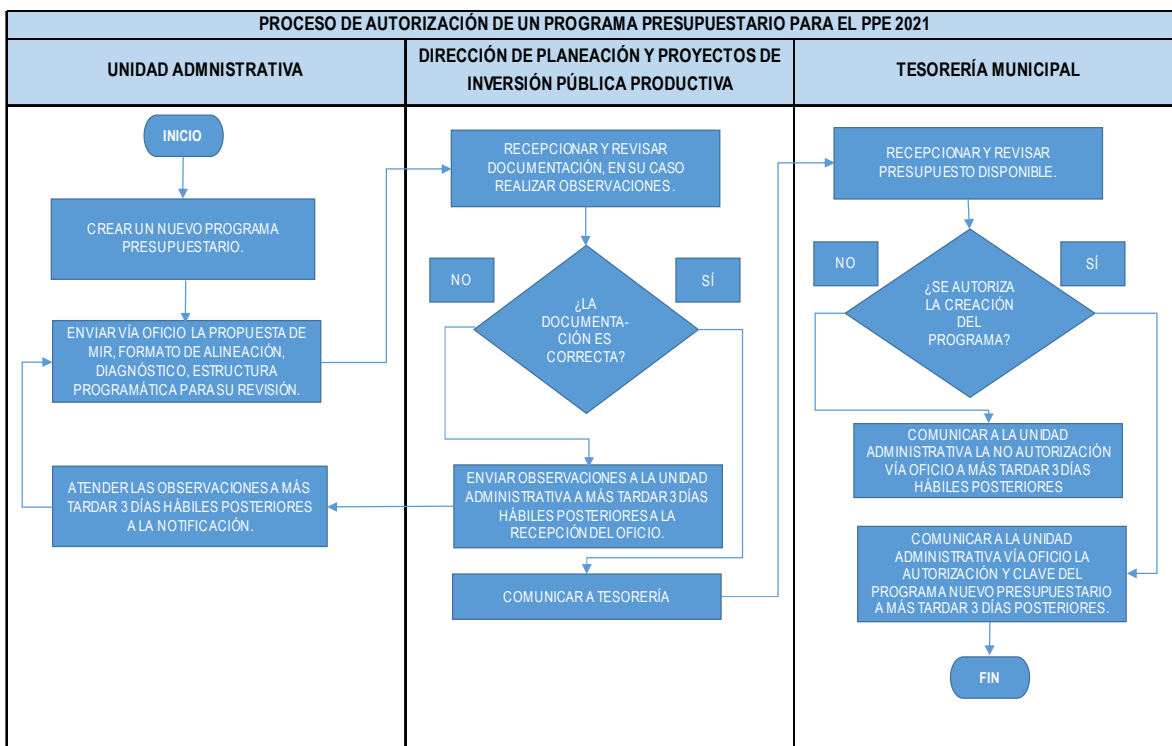 PROCESO DE AUTORIZACIÓN DE UN PROGRAMA PRESUPUESTARIO PARA EL PPE 2021
UNIDAD ADMNISTRATIVA
DIRECCIÓN DE PLANEACIÓN Y PROYECTOS DE
INVERSIÓN PÚBLICA PRODUCTIVA
TESORERÍA MUNICIPAL
INICIO
CREAR UN NUEVO PROGRAMA
PRESUPUESTARIO.
ENVIAR VÍA OFICIO LA PROPUESTA DE
MIR, FORMATO DE ALINEACIÓN,
DIAGNÓSTICO, ESTRUCTURA
PROGRAMÁTICA PARA SU REVISIÓN.
ATENDER LAS OBSERVACIONES A MÁS
TARDAR 3 DÍAS HÁBILES POSTERIORES
A LA NOTIFICACIÓN.
RECEPCIONAR Y REVISAR
DOCUMENTACIÓN, EN SU CASO
REALIZAR OBSERVACIONES.
NO
SÍ
¿LA
DOCUMENTA-
CIÓN ES
CORRECTA?
ENVIAR OBSERVACIONES A LA UNIDAD
ADMINISTRATIVA A MÁS TARDAR 3 DÍAS
HÁBILES POSTERIORES A LA
RECEPCIÓN DEL OFICIO.
COMUNICAR A TESORERÍA
RECEPCIONAR Y REVISAR
PRESUPUESTO DISPONIBLE.
NO
SÍ
¿SE AUTORIZA
LA CREACIÓN
DEL
PROGRAMA?
COMUNICAR A LA UNIDAD
ADMINISTRATIVA LA NO AUTORIZACIÓN
VÍA OFICIO A MÁS TARDAR 3 DÍAS
HÁBILES POSTERIORES
COMUNICAR A LA UNIDAD
ADMINISTRATIVA VÍA OFICIO LA
AUTORIZACIÓN Y CLAVE DEL
PROGRAMA NUEVO PRESUPUESTARIO
A MÁS TARDAR 3 DÍAS POSTERIORES.
FIN